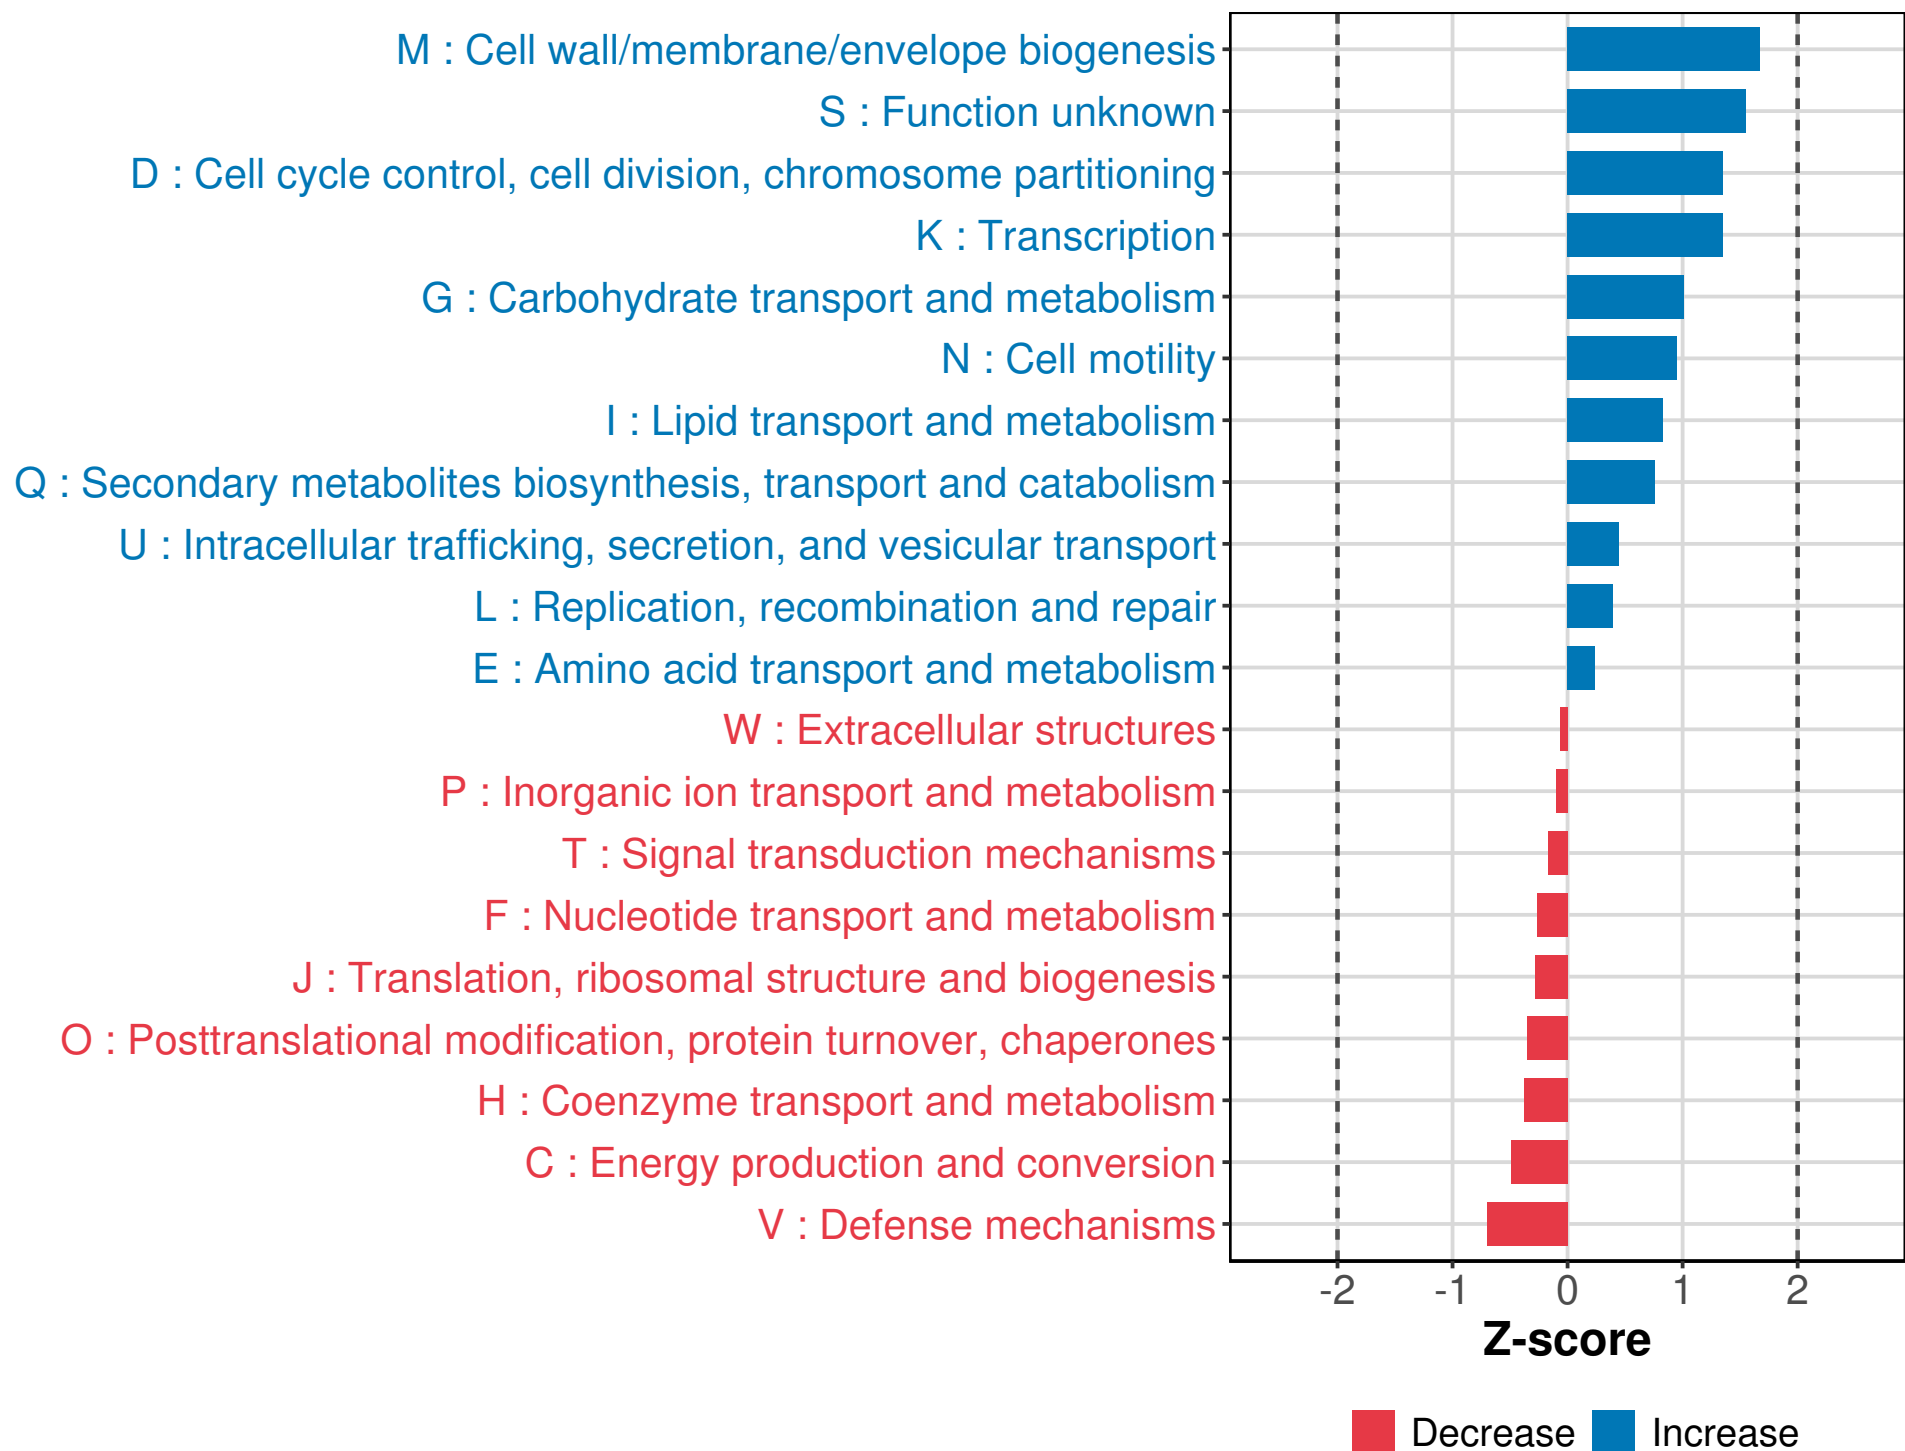 M : Cell wall/membrane/envelope biogenesis
S : Function unknown
D : Cell cycle control, cell division, chromosome partitioning
K : Transcription
G : Carbohydrate transport and metabolism
N : Cell motility
I : Lipid transport and metabolism
Q : Secondary metabolites biosynthesis, transport and catabolism
U : Intracellular trafficking, secretion, and vesicular transport
L : Replication, recombination and repair
E : Amino acid transport and metabolism
W : Extracellular structures
P : Inorganic ion transport and metabolism
T : Signal transduction mechanisms
F : Nucleotide transport and metabolism
J : Translation, ribosomal structure and biogenesis
O : Posttranslational modification, protein turnover, chaperones
H : Coenzyme transport and metabolism
C : Energy production and conversion
V : Defense mechanisms
-2 -1 0 1 2
Z-score
Decrease Increase